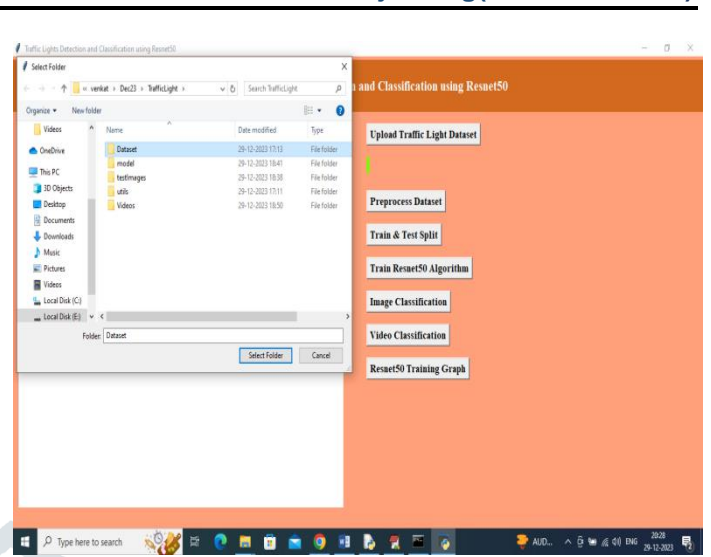 Traffic Lights Detection and Classification using Resnet50
Select Folder
« venkat › Dec23 › TrafficLight ›
Search TrafficLight
n and Classification using Resnet50
Organize
New folder
Name
Date modified
Type
Videos
OneDrive
This PC
3D Objects
Desktop
Documents
Downloads
Music
Pictures
Videos
Local Disk (C:)
Local Disk (E:)
Dataset 29-12-2023 17:13 File folder
model 29-12-2023 18:41 File folder
testImages 29-12-2023 18:38 File folder
utils 29-12-2023 17:11 File folder
Videos 29-12-2023 18:50 File folder
Folder: Dataset
Select Folder
Cancel
Upload Traffic Light Dataset
Preprocess Dataset
Train & Test Split
Train Resnet50 Algorithm
Image Classification
Video Classification
Resnet50 Training Graph
Type here to search
AUD...
ENG
20:28
29-12-2023